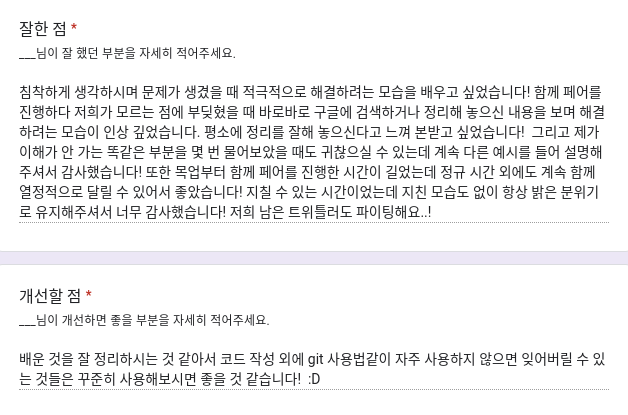 잘한 점 *
___님이 잘 했던 부분을 자세히 적어주세요.
침착하게 생각하시며 문제가 생겼을 때 적극적으로 해결하려는 모습을 배우고 싶었습니다! 함께 페어를
진행하다 저희가 모르는 점에 부딪혔을 때 바로바로 구글에 검색하거나 정리해 놓으신 내용을 보며 해결
하려는 모습이 인상 깊었습니다. 평소에 정리를 잘해 놓으신다고 느껴 본받고 싶었습니다!  그리고 제가
이해가 안 가는 똑같은 부분을 몇 번 물어보았을 때도 귀찮으실 수 있는데 계속 다른 예시를 들어 설명해
주셔서 감사했습니다! 또한 목업부터 함께 페어를 진행한 시간이 길었는데 정규 시간 외에도 계속 함께
열정적으로 달릴 수 있어서 좋았습니다! 지칠 수 있는 시간이었는데 지친 모습도 없이 항상 밝은 분위기
로 유지해주셔서 너무 감사했습니다! 저희 남은 트위틀러도 파이팅해요..!
개선할 점 *
___님이 개선하면 좋을 부분을 자세히 적어주세요.
배운 것을 잘 정리하시는 것 같아서 코드 작성 외에 git 사용법같이 자주 사용하지 않으면 잊어버릴 수 있
는 것들은 꾸준히 사용해보시면 좋을 것 같습니다!  :D